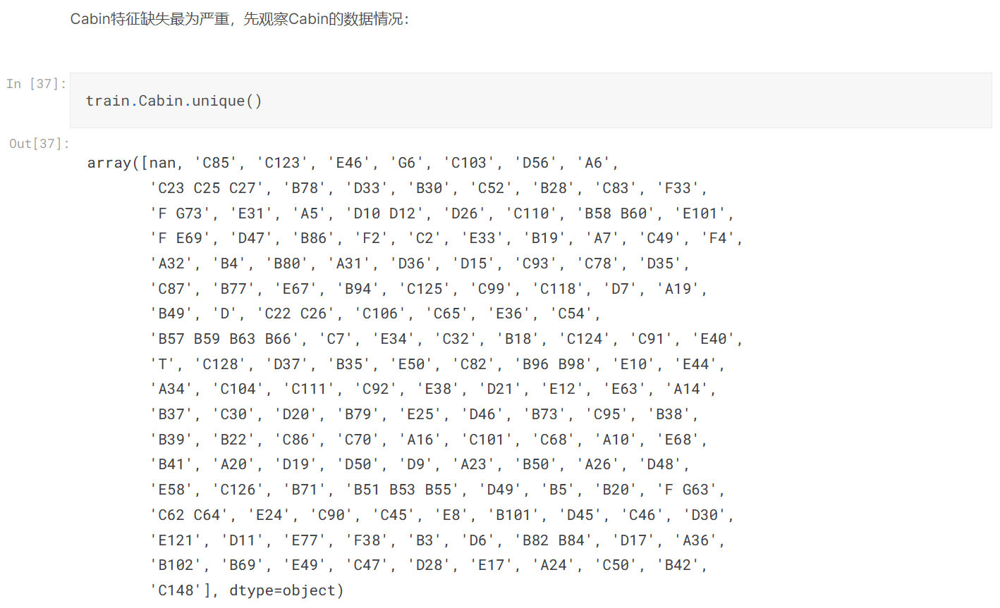 Cabin特征缺失最为严重，先观察Cabin的数据情况：
In [37]:
train.Cabin.unique()
Out[37]:
array([nan, 'C85', 'C123', 'E46', 'G6', 'C103', 'D56', 'A6',
'C23 C25 C27', 'B78', 'D33', 'B30', 'C52', 'B28', 'C83', 'F33',
'F G73', 'E31', 'A5', 'D10 D12', 'D26', 'C110', 'B58 B60', 'E101',
'F E69', 'D47', 'B86', 'F2', 'C2', 'E33', 'B19', 'A7', 'C49', 'F4',
'A32', 'B4', 'B80', 'A31', 'D36', 'D15', 'C93', 'C78', 'D35',
'C87', 'B77', 'E67', 'B94', 'C125', 'C99', 'C118', 'D7', 'A19',
'B49', 'D', 'C22 C26', 'C106', 'C65', 'E36', 'C54',
'B57 B59 B63 B66', 'C7', 'E34', 'C32', 'B18', 'C124', 'C91', 'E40',
'T', 'C128', 'D37', 'B35', 'E50', 'C82', 'B96 B98', 'E10', 'E44',
'A34', 'C104', 'C111', 'C92', 'E38', 'D21', 'E12', 'E63', 'A14',
'B37', 'C30', 'D20', 'B79', 'E25', 'D46', 'B73', 'C95', 'B38',
'B39', 'B22', 'C86', 'C70', 'A16', 'C101', 'C68', 'A10', 'E68',
'B41', 'A20', 'D19', 'D50', 'D9', 'A23', 'B50', 'A26', 'D48',
'E58', 'C126', 'B71', 'B51 B53 B55', 'D49', 'B5', 'B20', 'F G63',
'C62 C64', 'E24', 'C90', 'C45', 'E8', 'B101', 'D45', 'C46', 'D30',
'E121', 'D11', 'E77', 'F38', 'B3', 'D6', 'B82 B84', 'D17', 'A36',
'B102', 'B69', 'E49', 'C47', 'D28', 'E17', 'A24', 'C50', 'B42',
'C148'], dtype=object)